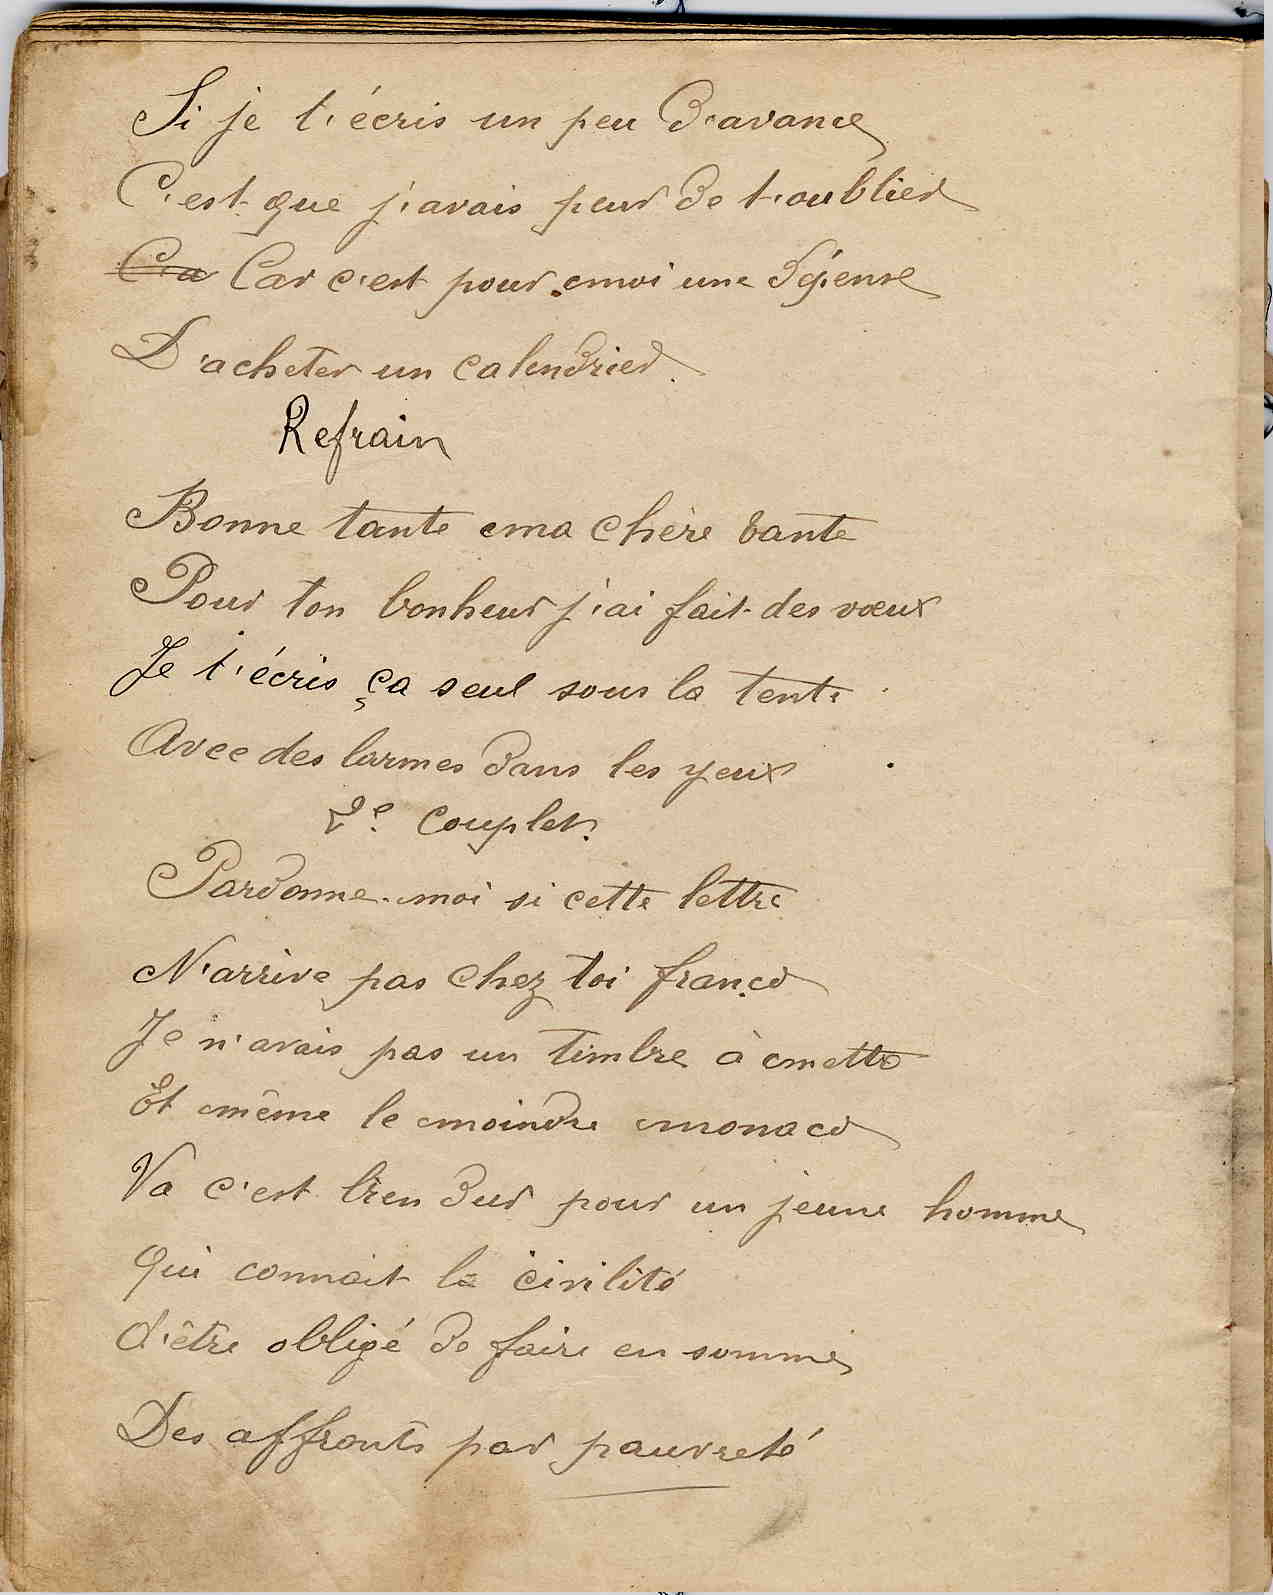 Si je t'écris un peu d'avance
C'est que j'avais peur de t'oublier
C'a Car c'est pour moi une dépense
D'acheter un calendrier.
Refrain
Bonne tante ma chère tante
Pour ton bonheur j'ai fait des vœux
Je t'écris ça seul sous la tente
Avec des larmes dans les yeux
2e. Couplet.
Pardonne-moi si cette lettre
N'arrive pas chez toi franco
Je n'avais pas un timbre à mettre
Et même le moindre monaco
Va c'est bien dur pour un jeune homme
Qui connait la civilité
d'être obligé de faire en somme
Des affronts par pauvreté